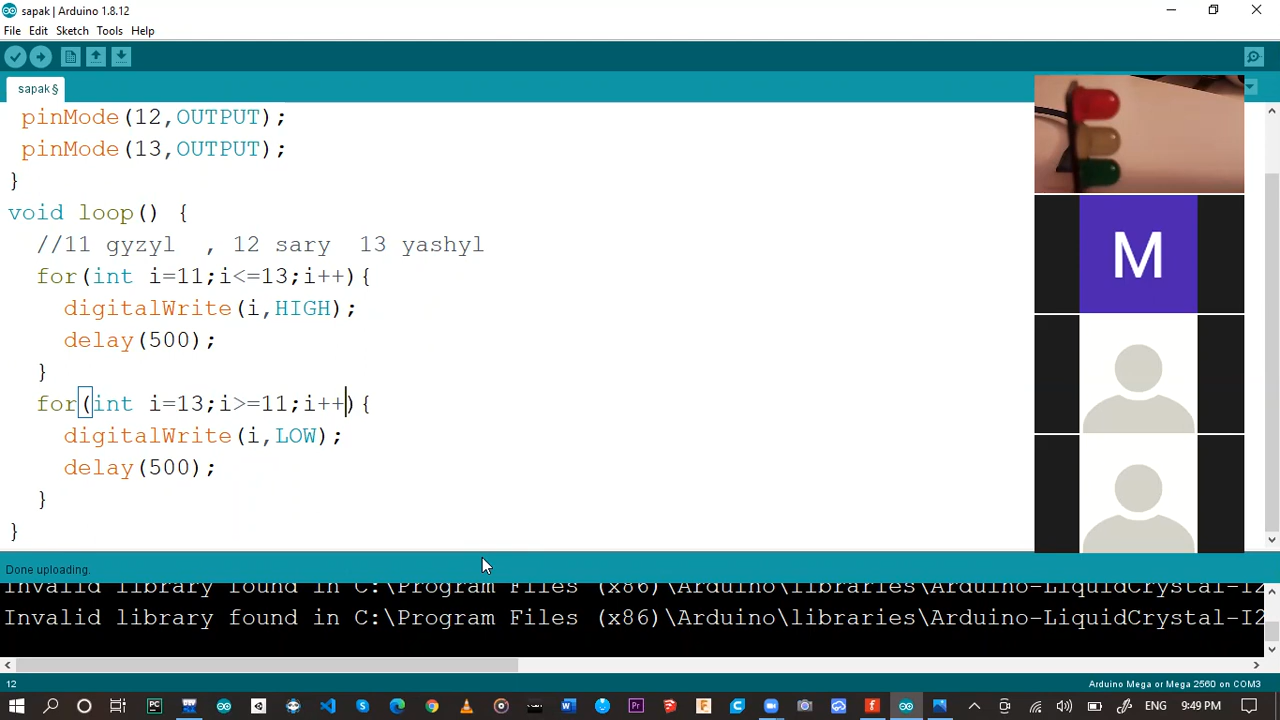 sapak | Arduino 1.8.12
File Edit Sketch Tools Help
sapak §
pinMode(12,OUTPUT);
pinMode(13,OUTPUT);
}
void loop() {
//11 gyzyl , 12 sary 13 yashyl
for(int i=11;i<=13;i++){
digitalWrite(i,HIGH);
delay(500);
}
for(int i=13;i>=11;i++){
digitalWrite(i,LOW);
delay(500);
}
}
M
Done uploading.
Invalid library found in C:\Program Files (x86)\Arduino\libraries\Arduino-LiquidCrystal-I2
Invalid library found in C:\Program Files (x86)\Arduino\libraries\Arduino-LiquidCrystal-I2
12
Arduino Mega or Mega 2560 on COM3
ENG 9:49 PM